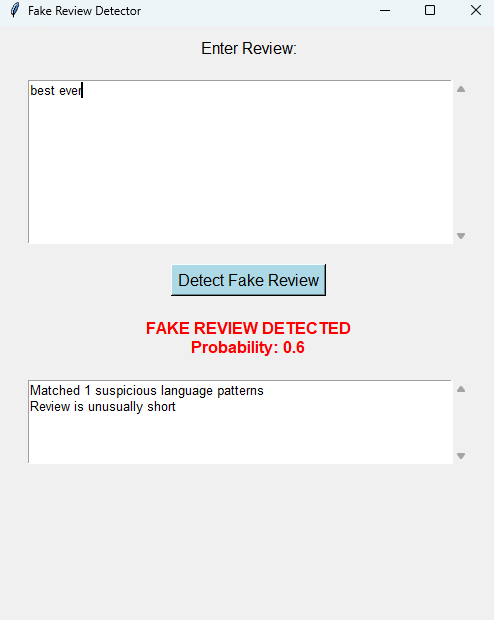 Fake Review Detector
Enter Review:
best ever
Detect Fake Review
FAKE REVIEW DETECTED
Probability: 0.6
Matched 1 suspicious language patterns
Review is unusually short